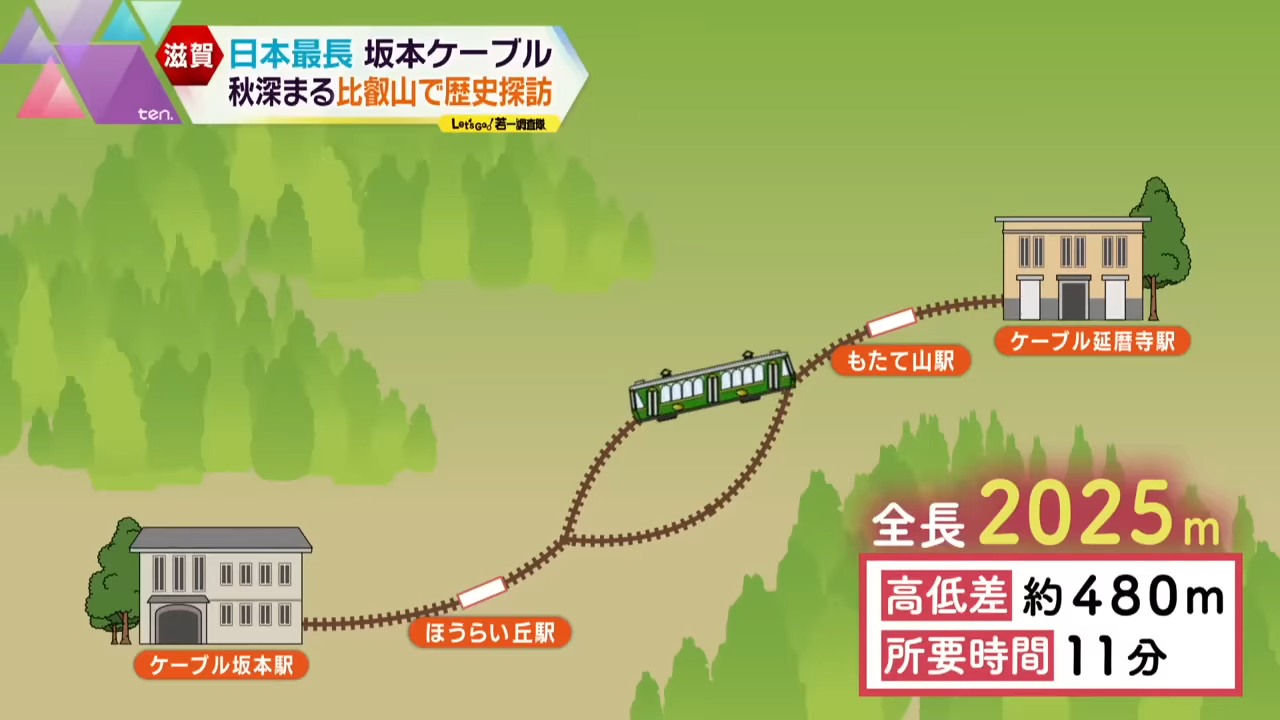 滋賀
日本最長 坂本ケーブル
秋深まる比叡山で歴史探訪
ten.
Let's Go! 若一調査隊
ケーブル延暦寺駅
もたて山駅
ほうらい丘駅
ケーブル坂本駅
全長 2025m
高低差 約480m
所要時間 11分